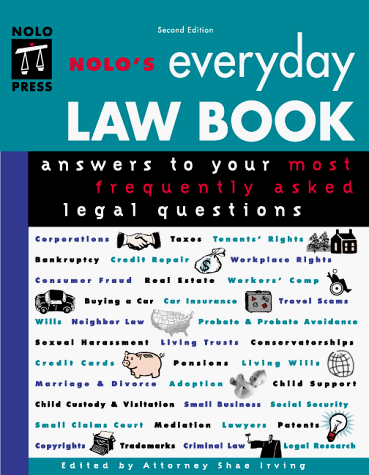 NOLO
PRESS
Second Edition
NOLO'S everyday
LAW BOOK
answers to your most
frequently asked
legal questions
Corporations Taxes Tenants' Rights
Bankruptcy Credit Repair Workplace Rights
Consumer Fraud Real Estate Workers' Comp
Buying a Car Car Insurance Travel Scams
Wills Neighbor Law Probate & Probate Avoidance
Sexual Harassment Living Trusts Conservatorships
Credit Cards Pensions Living Wills
Marriage & Divorce Adoption Child Support
Child Custody & Visitation Small Business Social Security
Small Claims Court Mediation Lawyers Patents
Copyrights Trademarks Criminal Law Legal Research
Edited by Attorney Shae Irving